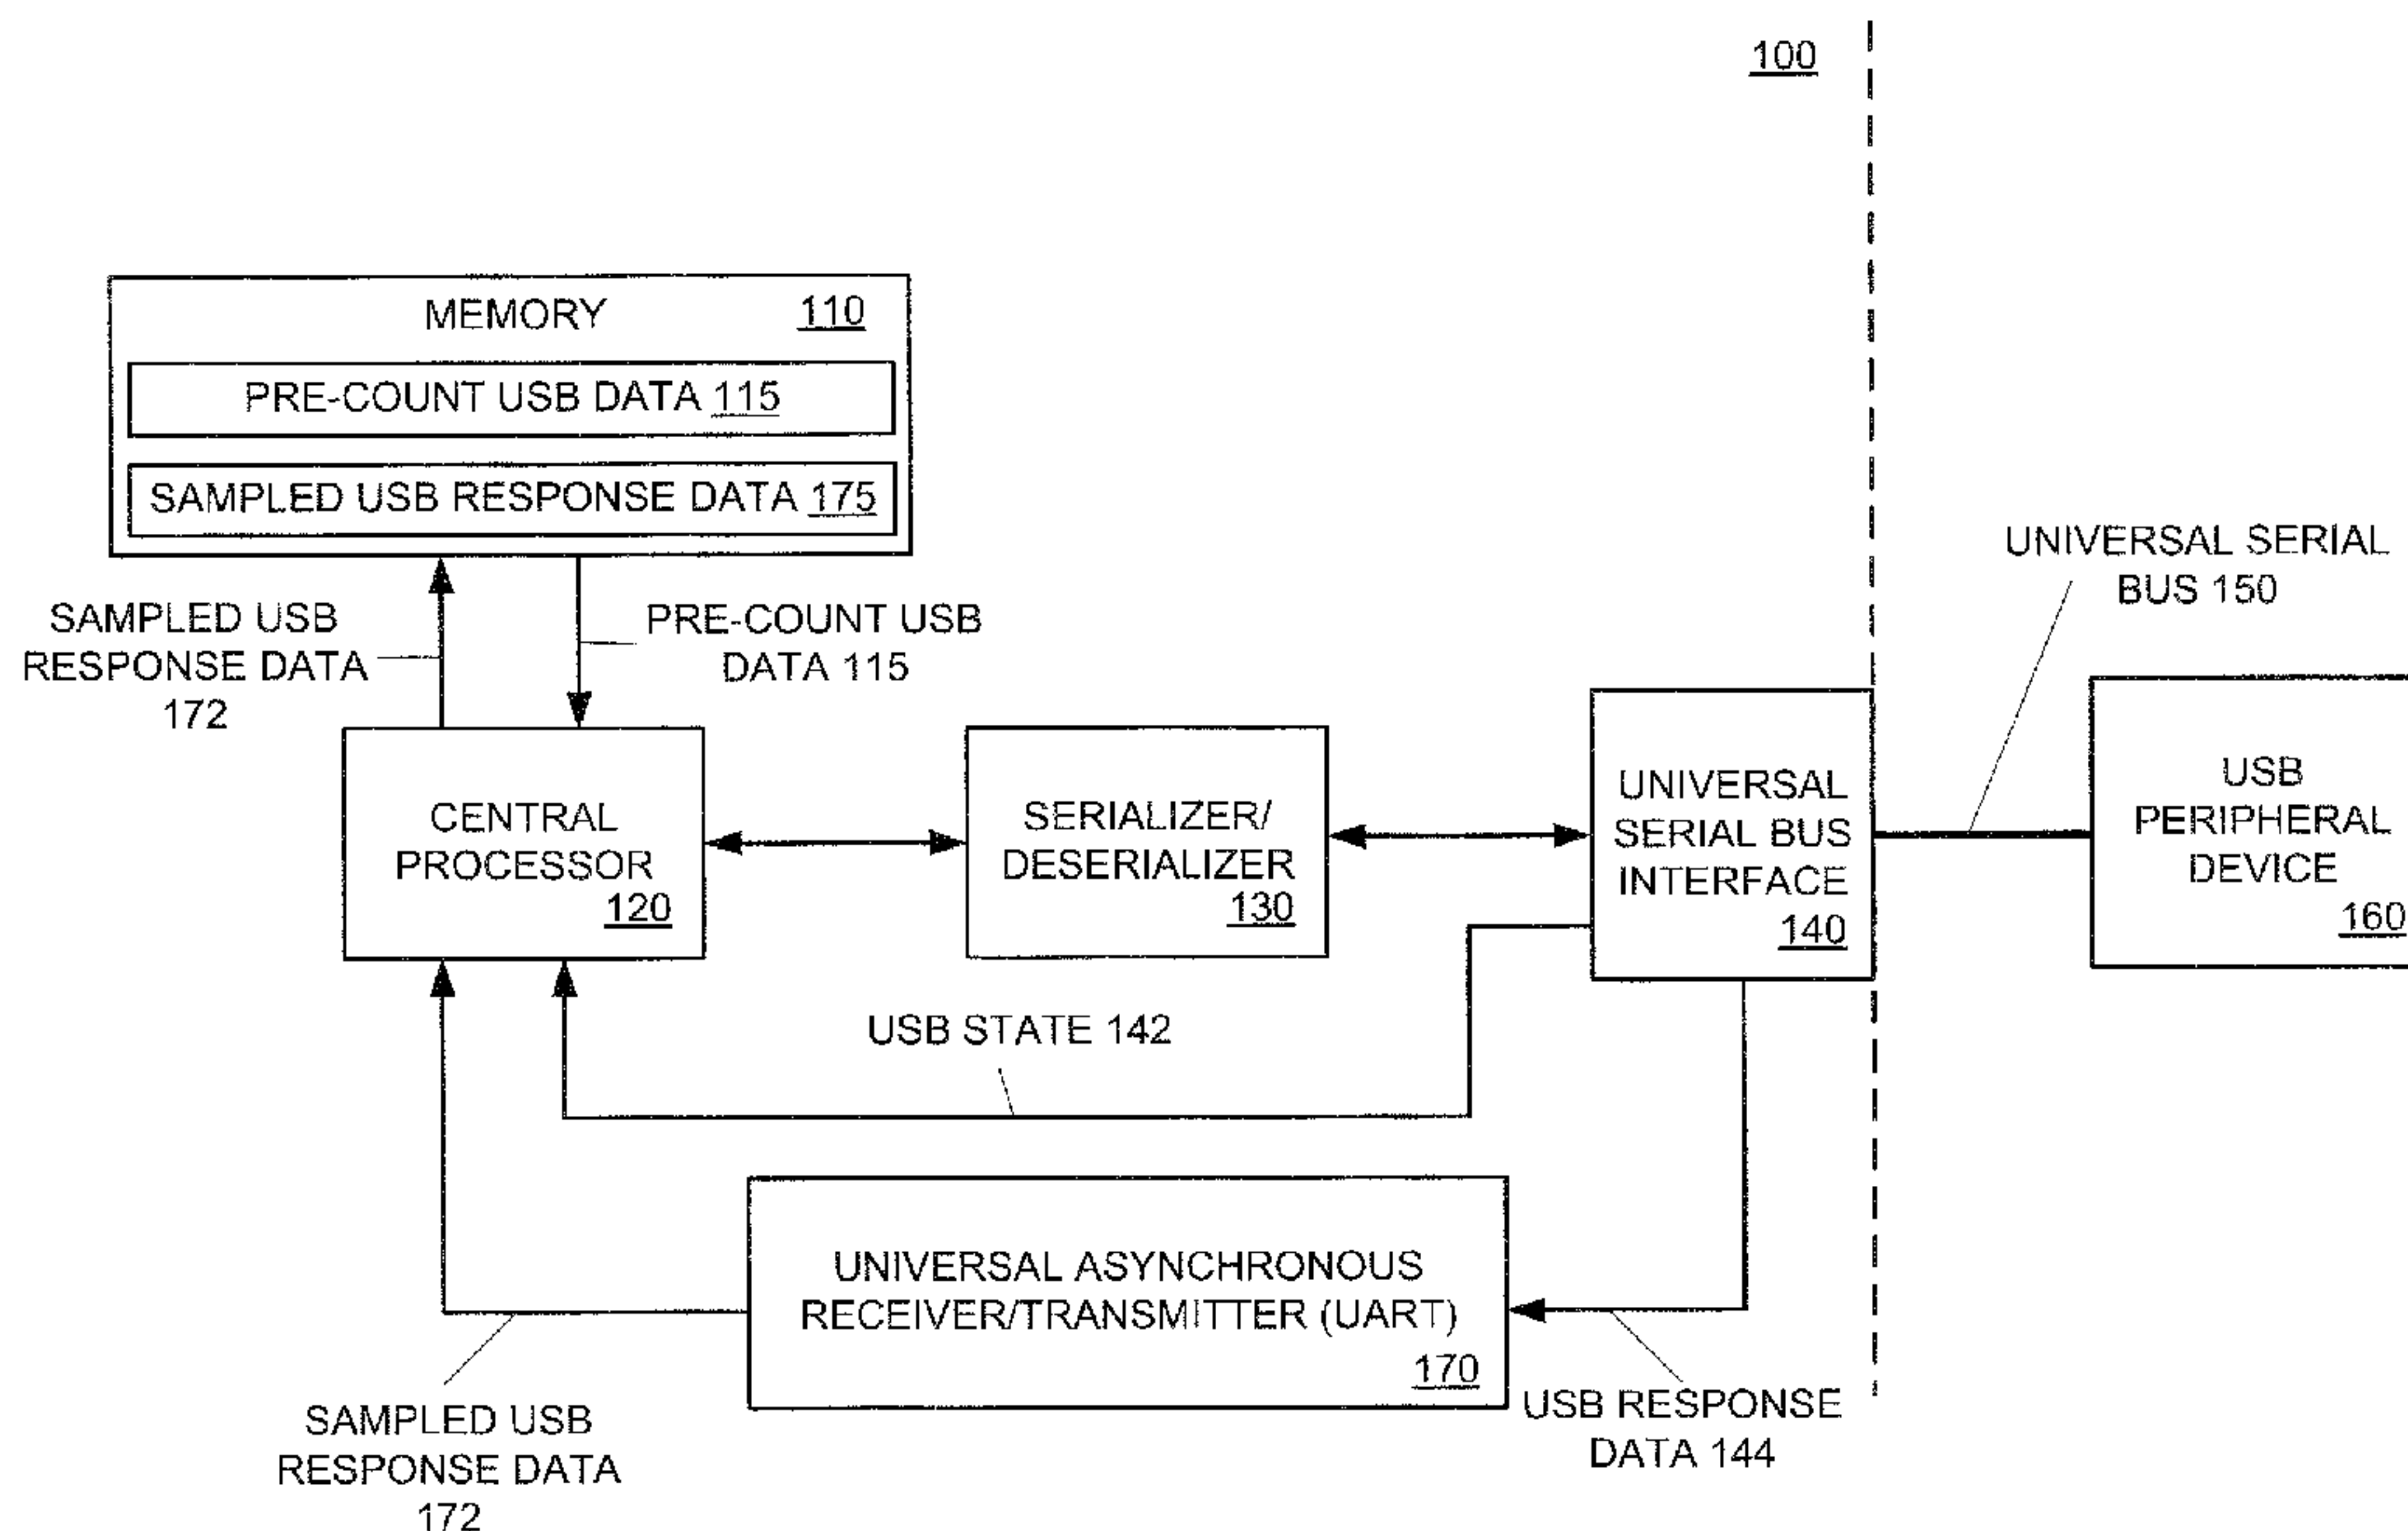 100
MEMORY 110
PRE-COUNT USB DATA 115
SAMPLED USB RESPONSE DATA 175
SAMPLED USB
RESPONSE DATA
172
PRE-COUNT USB
DATA 115
UNIVERSAL SERIAL
BUS 150
CENTRAL
PROCESSOR
120
SERIALIZER/
DESERIALIZER
130
UNIVERSAL
SERIAL BUS
INTERFACE
140
USB
PERIPHERAL
DEVICE
160
USB STATE 142
UNIVERSAL ASYNCHRONOUS
RECEIVER/TRANSMITTER (UART)
170
USB RESPONSE
DATA 144
SAMPLED USB
RESPONSE DATA
172